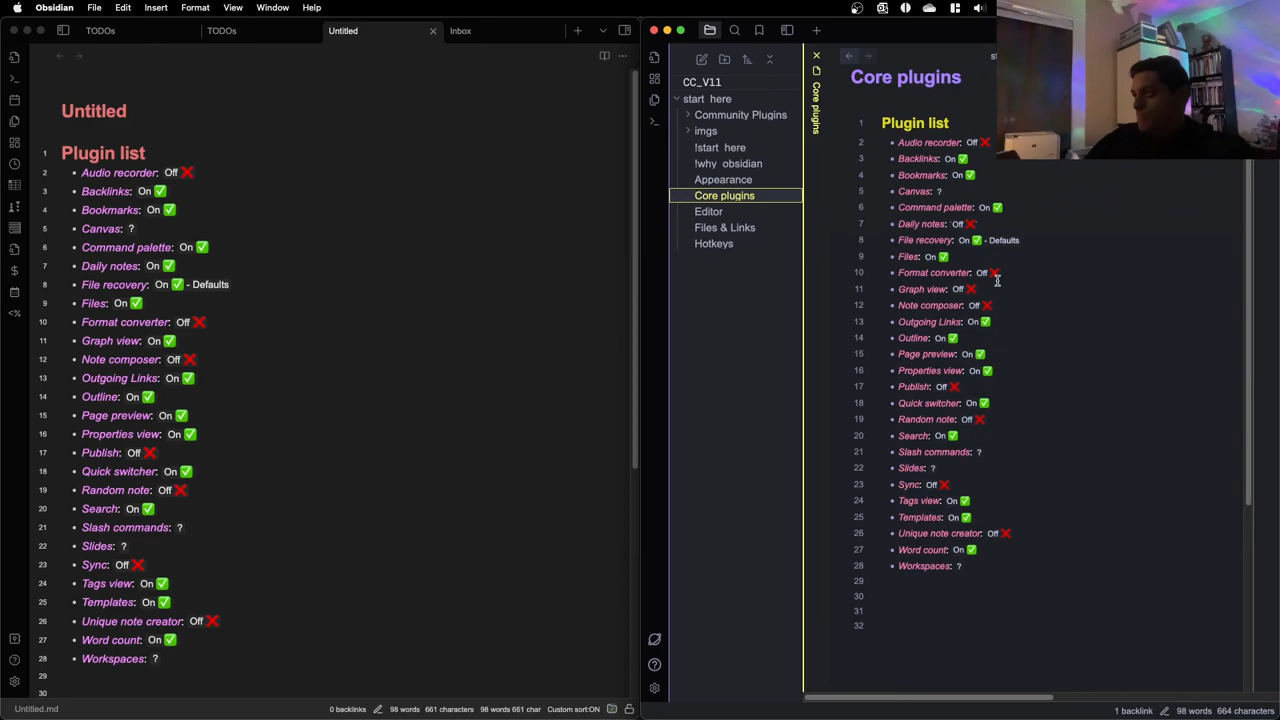 Obsidian File Edit Insert Format View Window Help
TODOs
TODOs
Untitled
Inbox
Untitled
1 Plugin list
2 Audio recorder: Off ❌
3 Backlinks: On ✅
4 Bookmarks: On ✅
5 Canvas: ?
6 Command palette: On ✅
7 Daily notes: On ✅
8 File recovery: On ✅ - Defaults
9 Files: On ✅
10 Format converter: Off ❌
11 Graph view: On ✅
12 Note composer: Off ❌
13 Outgoing Links: On ✅
14 Outline: On ✅
15 Page preview: On ✅
16 Properties view: On ✅
17 Publish: Off ❌
18 Quick switcher: On ✅
19 Random note: Off ❌
20 Search: On ✅
21 Slash commands: ?
22 Slides: ?
23 Sync: Off ❌
24 Tags view: On ✅
25 Templates: On ✅
26 Unique note creator: Off ❌
27 Word count: On ✅
28 Workspaces: ?
29
30
Untitled.md
0 backlinks 98 words 661 characters 98 words 661 char Custom sort:ON
CC_V11
start here
Community Plugins
imgs
!start here
!why obsidian
Appearance
Core plugins
Editor
Files & Links
Hotkeys
Core plugins
st
Core plugins
1 Plugin list
2 Audio recorder: Off ❌
3 Backlinks: On ✅
4 Bookmarks: On ✅
5 Canvas: ?
6 Command palette: On ✅
7 Daily notes: `Off ❌`
8 File recovery: On ✅ - Defaults
9 Files: On ✅
10 Format converter: Off ❌
11 Graph view: Off ❌
12 Note composer: Off ❌
13 Outgoing Links: On ✅
14 Outline: On ✅
15 Page preview: On ✅
16 Properties view: On ✅
17 Publish: Off ❌
18 Quick switcher: On ✅
19 Random note: Off ❌
20 Search: On ✅
21 Slash commands: ?
22 Slides: ?
23 Sync: Off ❌
24 Tags view: On ✅
25 Templates: On ✅
26 Unique note creator: Off ❌
27 Word count: On ✅
28 Workspaces: ?
29
30
31
32
1 backlink 98 words 664 characters